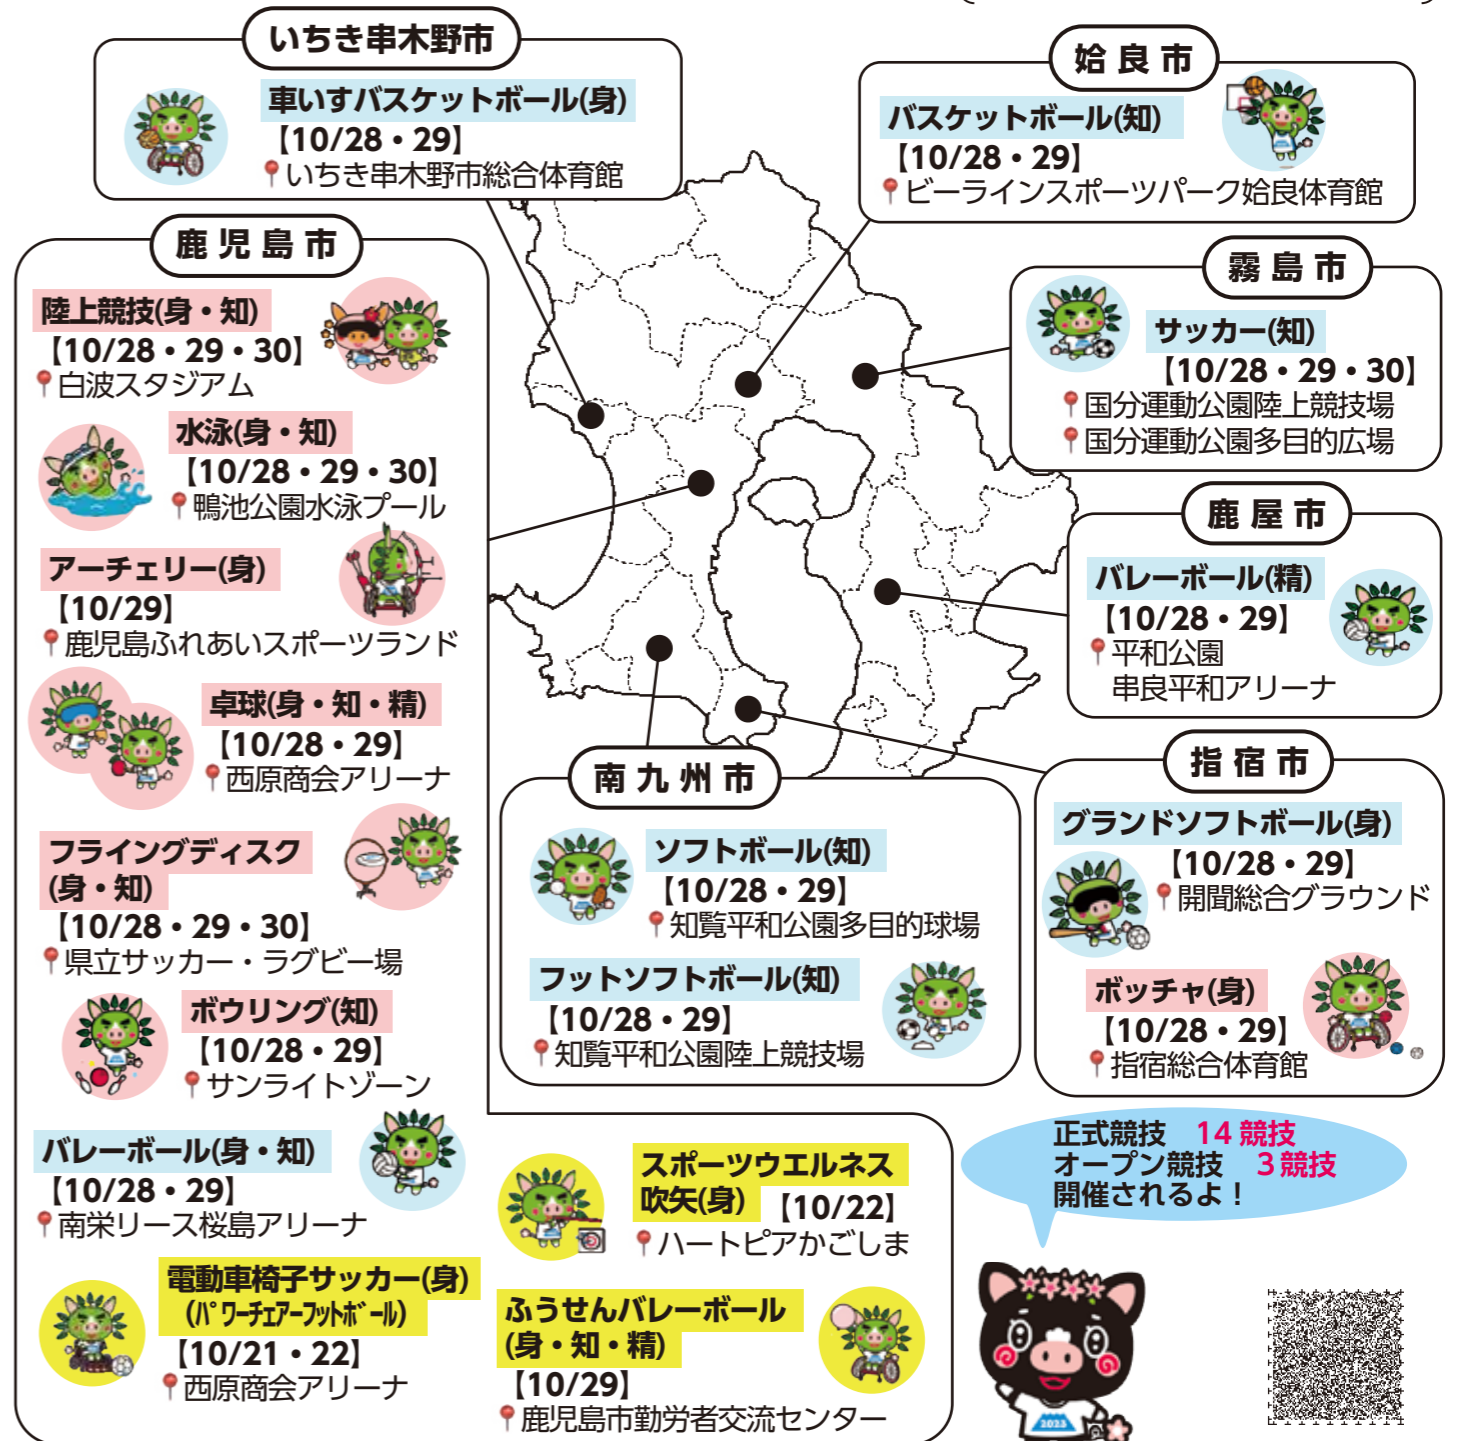 いちき串木野市
車いすバスケットボール(身)
【10/28・29】
いちき串木野市総合体育館
姶良市
バスケットボール(知)
【10/28・29】
ビーラインスポーツパーク姶良体育館
鹿児島市
陸上競技(身・知)
【10/28・29・30】
白波スタジアム
水泳(身・知)
【10/28・29・30】
鴨池公園水泳プール
アーチェリー(身)
【10/29】
鹿児島ふれあいスポーツランド
卓球(身・知・精)
【10/28・29】
西原商会アリーナ
フライングディスク
(身・知)
【10/28・29・30】
県立サッカー・ラグビー場
ボウリング(知)
【10/28・29】
サンライトゾーン
バレーボール(身・知)
【10/28・29】
南栄リース桜島アリーナ
電動車椅子サッカー(身)
(パワーチェアーフットボール)
【10/21・22】
西原商会アリーナ
スポーツウエルネス
吹矢(身) 【10/22】
ハートピアかごしま
ふうせんバレーボール
(身・知・精)
【10/29】
鹿児島市勤労者交流センター
霧島市
サッカー(知)
【10/28・29・30】
国分運動公園陸上競技場
国分運動公園多目的広場
鹿屋市
バレーボール(精)
【10/28・29】
平和公園
串良平和アリーナ
南九州市
ソフトボール(知)
【10/28・29】
知覧平和公園多目的球場
フットソフトボール(知)
【10/28・29】
知覧平和公園陸上競技場
指宿市
グランドソフトボール(身)
【10/28・29】
開聞総合グラウンド
ボッチャ(身)
【10/28・29】
指宿総合体育館
正式競技 14競技
オープン競技 3競技
開催されるよ！
2023